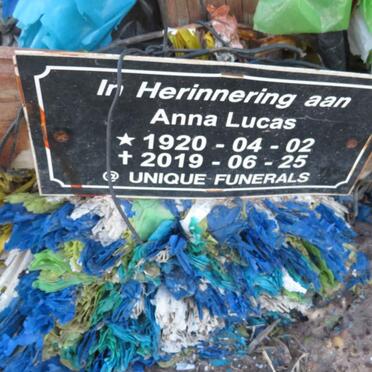 In Herinnering aan
Anna Lucas
★ 1920 - 04 - 02
✝ 2019 - 06 - 25
@ UNIQUE FUNERALS